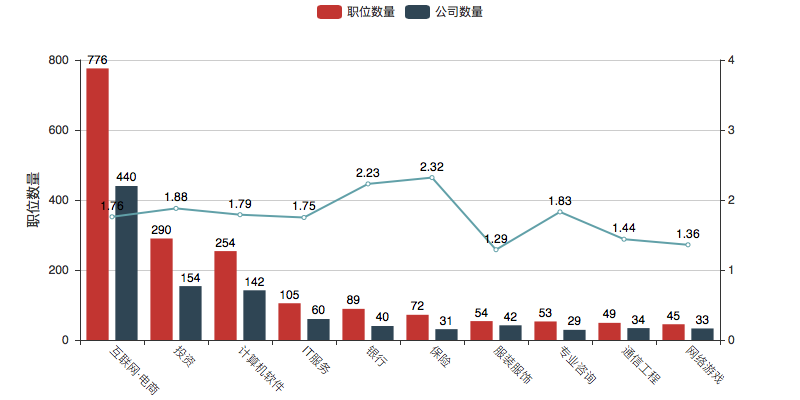 职位数量 公司数量
800 4
776
600 3
440
职位数量
400 2
200 1
0 0
290 154
254 142
105 60
89 40
72 31
54 42
53 29
49 34
45 33
1.76 1.88 1.79 1.75 2.23 2.32 1.29 1.83 1.44 1.36
互联网·电商
投资
计算机软件
IT服务
银行
保险
服装服饰
专业咨询
通信工程
网络游戏